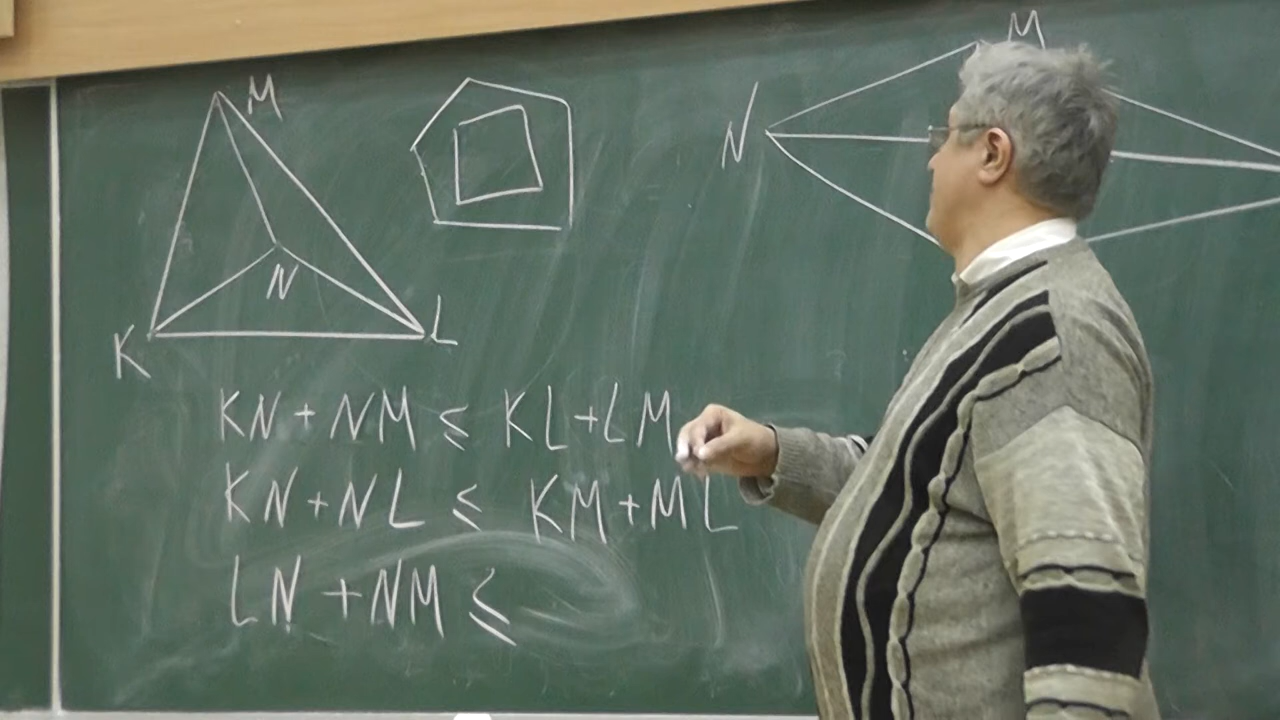 M
N
K
L
N
M
KN + NM ≤ KL + LM
KN + NL ≤ KM + ML
LN + NM ≤